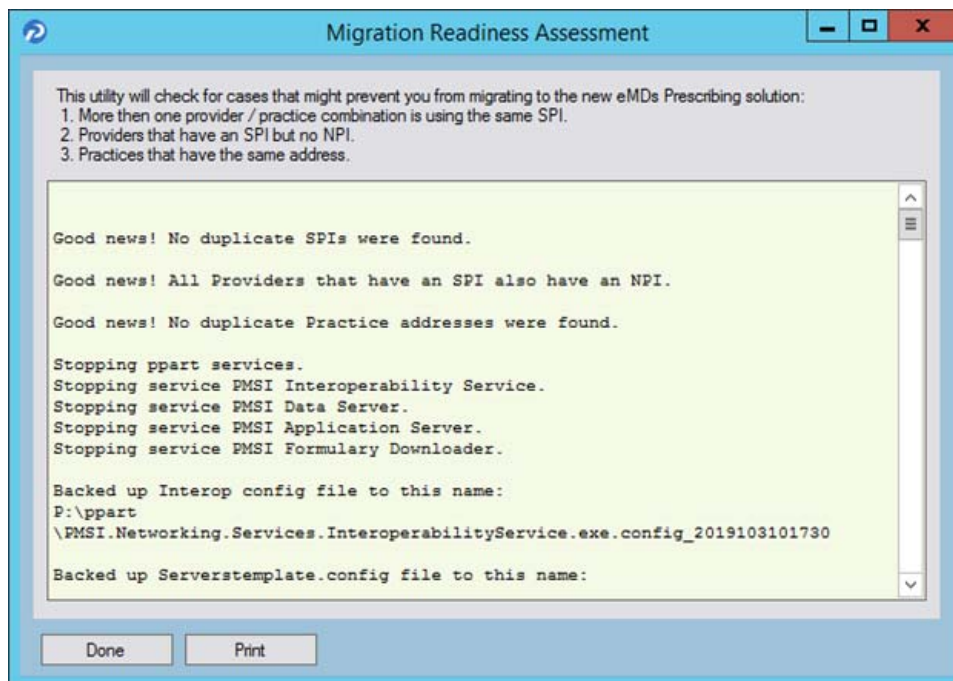 Migration Readiness Assessment
This utility will check for cases that might prevent you from migrating to the new eMDs Prescribing solution:
1. More then one provider / practice combination is using the same SPI.
2. Providers that have an SPI but no NPI.
3. Practices that have the same address.
Good news! No duplicate SPIs were found.
Good news! All Providers that have an SPI also have an NPI.
Good news! No duplicate Practice addresses were found.
Stopping ppart services.
Stopping service PMSI Interoperability Service.
Stopping service PMSI Data Server.
Stopping service PMSI Application Server.
Stopping service PMSI Formulary Downloader.
Backed up Interop config file to this name:
P:\ppart
\PMSI.Networking.Services.InteroperabilityService.exe.config_2019103101730
Backed up Serverstemplate.config file to this name:
Done
Print